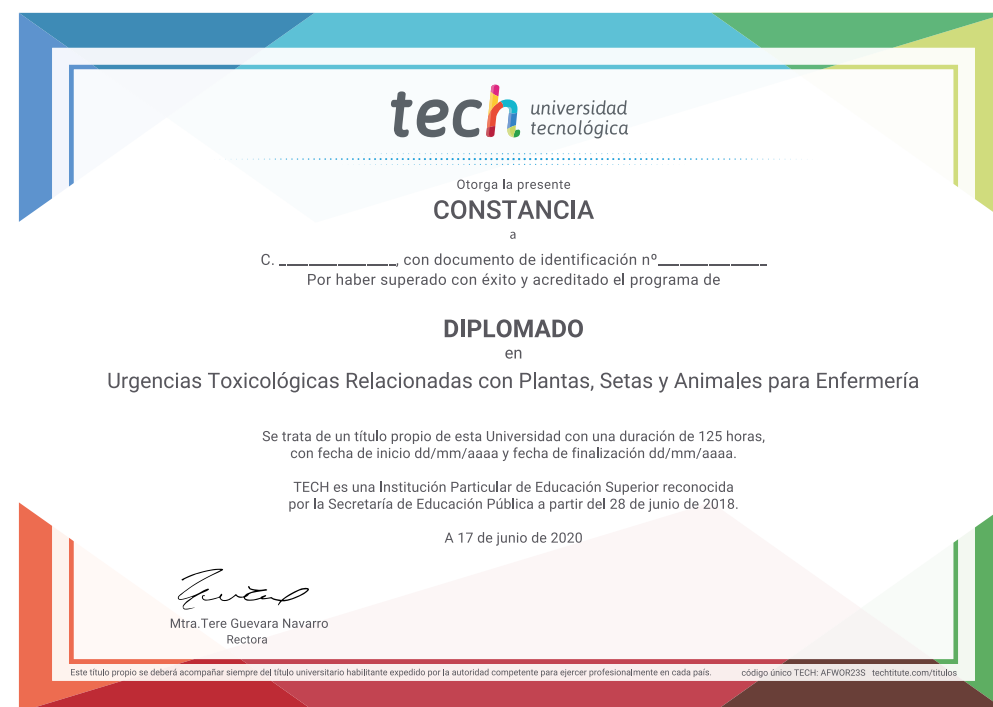 tech universidad
tecnológica
Otorga la presente
CONSTANCIA
a
C. ______________, con documento de identificación nº_____________
Por haber superado con éxito y acreditado el programa de
DIPLOMADO
en
Urgencias Toxicológicas Relacionadas con Plantas, Setas y Animales para Enfermería
Se trata de un título propio de esta Universidad con una duración de 125 horas,
con fecha de inicio dd/mm/aaaa y fecha de finalización dd/mm/aaaa.
TECH es una Institución Particular de Educación Superior reconocida
por la Secretaría de Educación Pública a partir del 28 de junio de 2018.
A 17 de junio de 2020
Mtra.Tere Guevara Navarro
Rectora
Este título propio se deberá acompañar siempre del título universitario habilitante expedido por la autoridad competente para ejercer profesionalmente en cada país. código único TECH: AFWOR23S techtitute.com/titulos